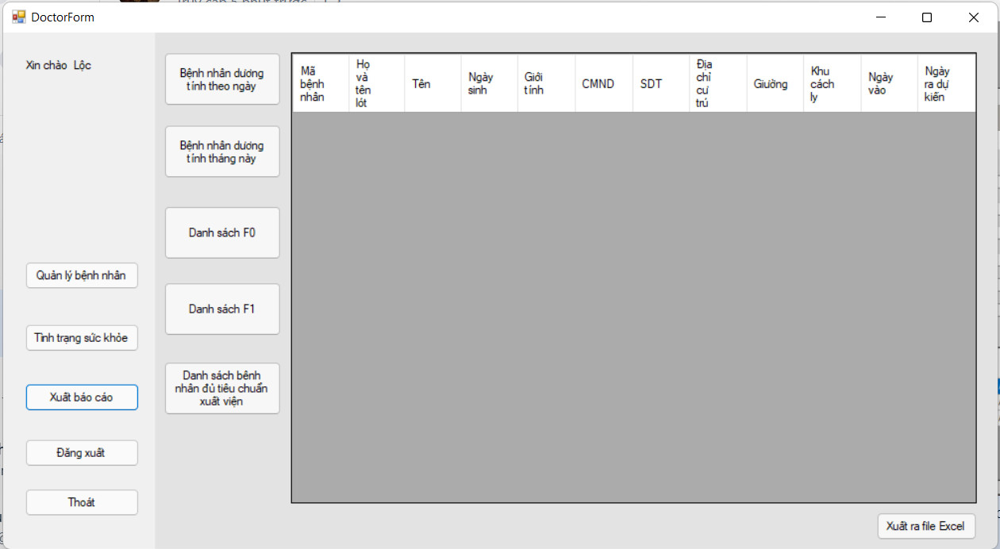 DoctorForm
Xin chào Lộc
Quản lý bệnh nhân
Tình trạng sức khỏe
Xuất báo cáo
Đăng xuất
Thoát
Bệnh nhân dương
tính theo ngày
Bệnh nhân dương
tính tháng này
Danh sách F0
Danh sách F1
Danh sách bênh
nhân đủ tiêu chuẩn
xuất viện
Mã
bệnh
nhân
Họ
và
tên
lót
Tên
Ngày
sinh
Giới
tính
CMND
SDT
Địa
chỉ
cư
trú
Giường
Khu
cách
ly
Ngày
vào
Ngày
ra dự
kiến
Xuất ra file Excel